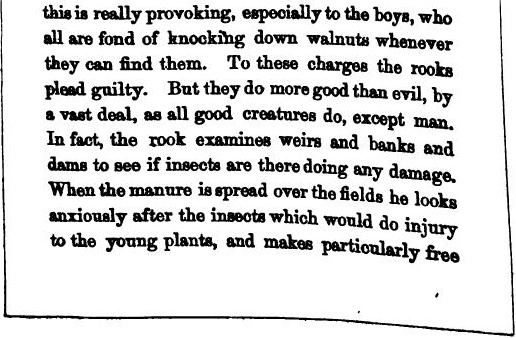 this is really provoking, especially to the boys, who
all are fond of knocking down walnuts whenever
they can find them. To these charges the rooks
plead guilty. But they do more good than evil, by
a vast deal, as all good creatures do, except man.
In fact, the rook examines weirs and banks and
dams to see if insects are there doing any damage.
When the manure is spread over the fields he looks
anxiously after the insects which would do injury
to the young plants, and makes particularly free